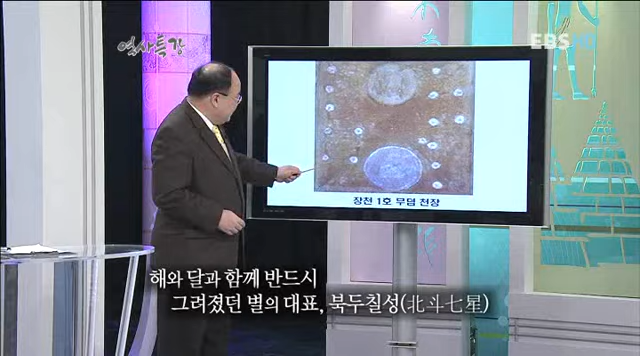 역사특강
EBS HD
장천 1호 무덤 천장
해와 달과 함께 반드시
그려졌던 별의 대표, 북두칠성(北斗七星)